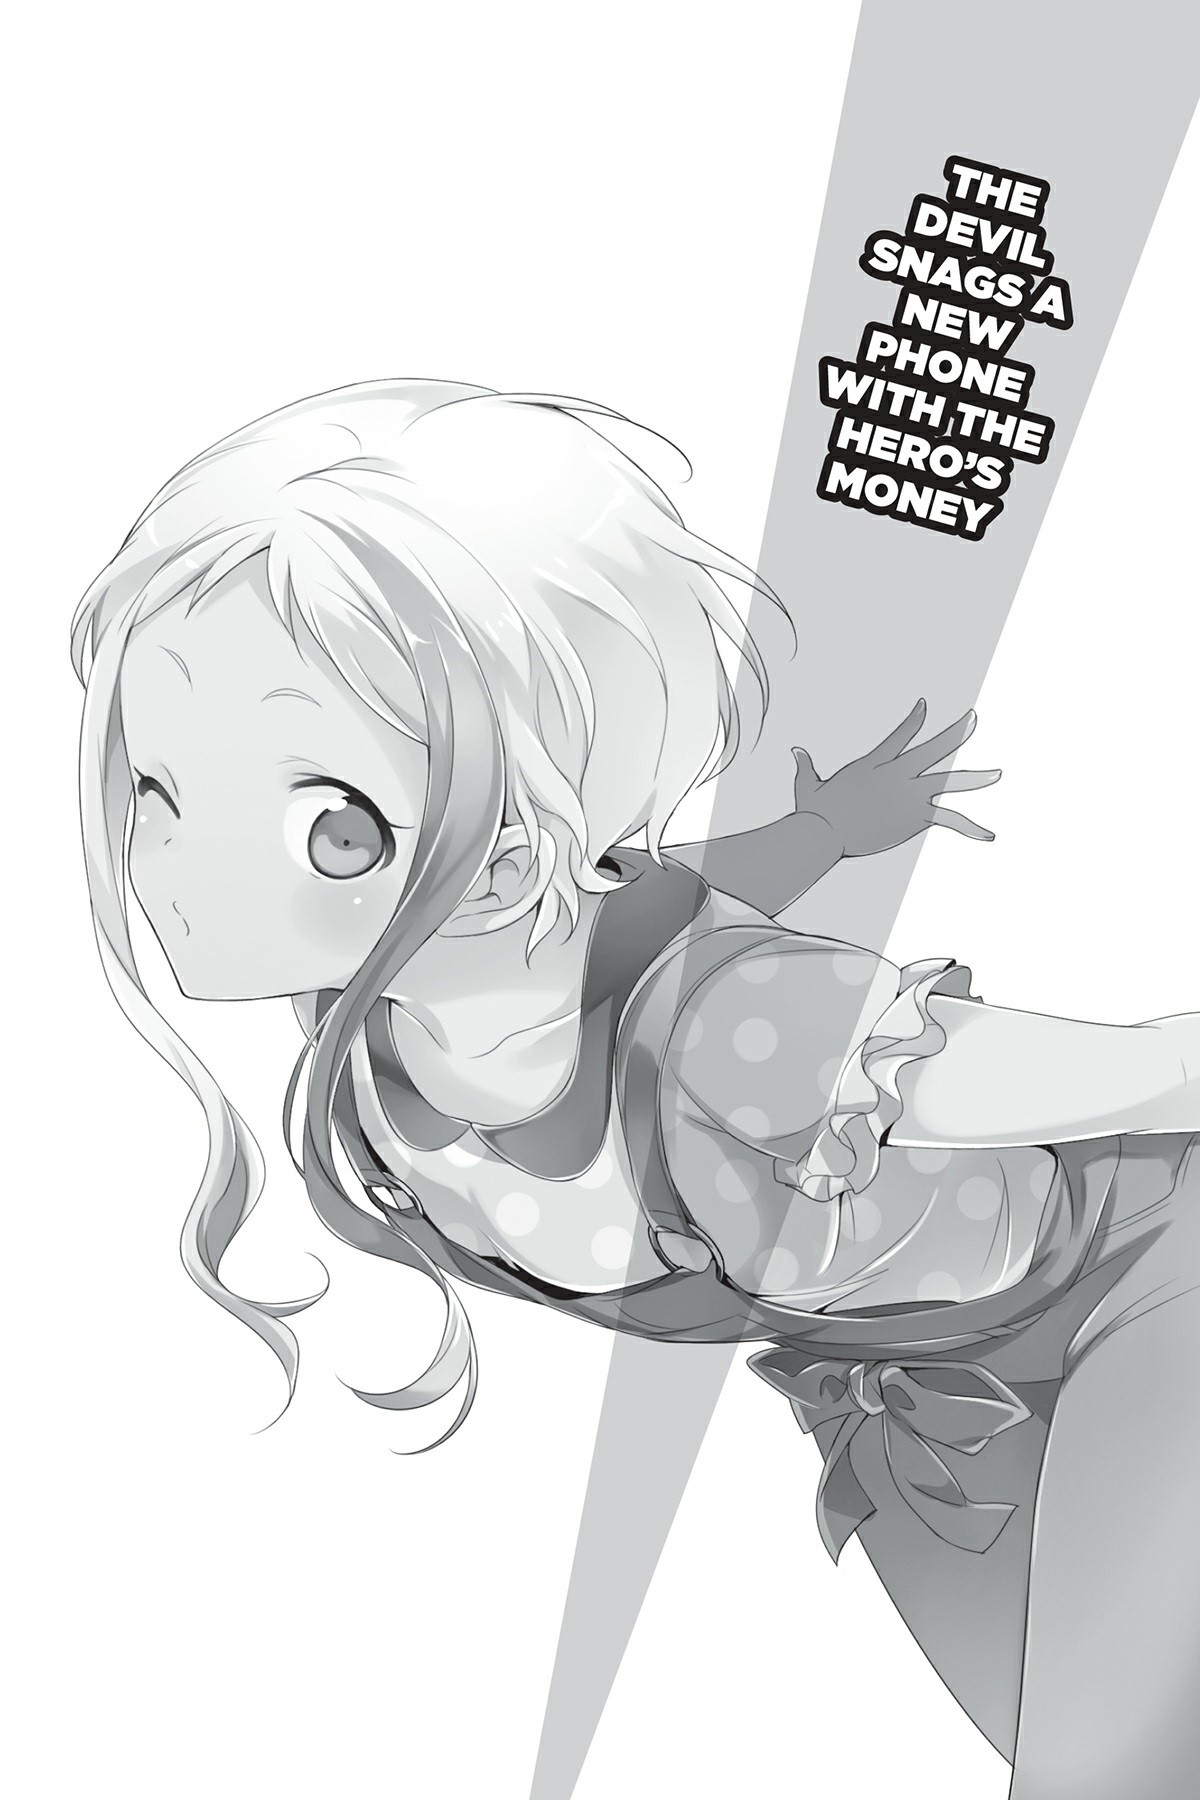 THE
DEVIL
SNAGS A
NEW
PHONE
WITH THE
HERO'S
MONEY